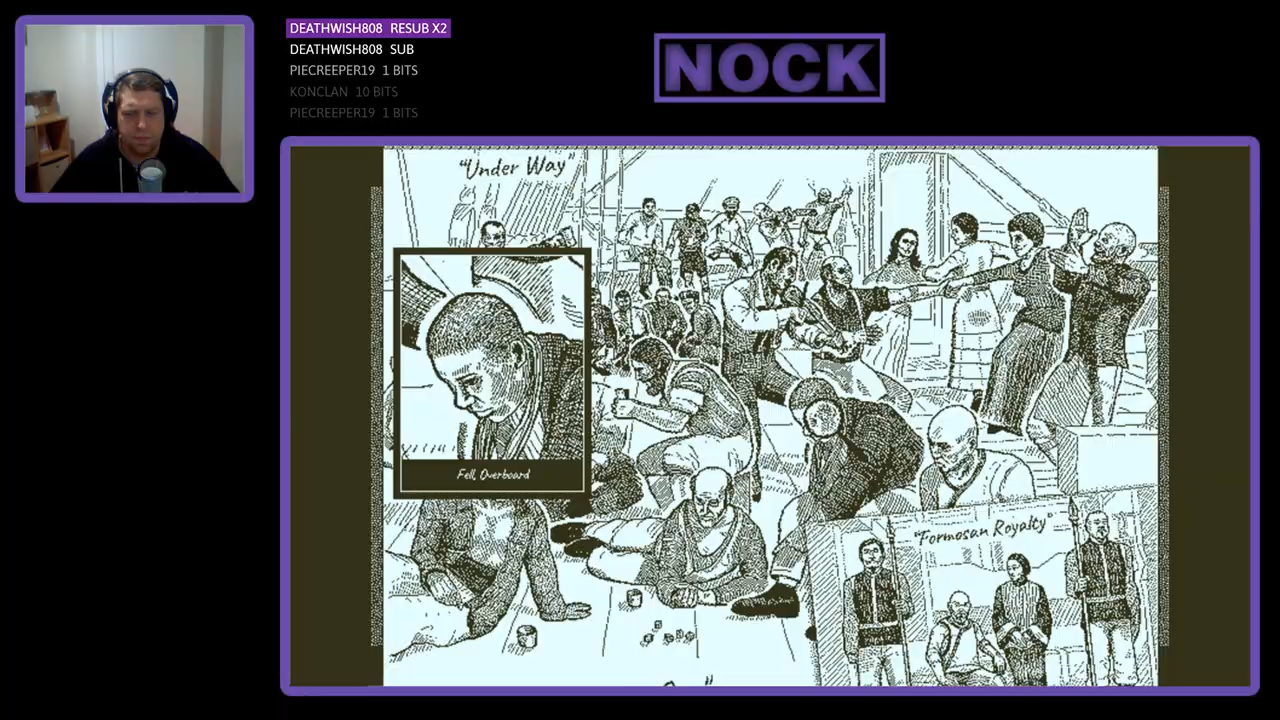 DEATHWISH808 RESUB X2
DEATHWISH808 SUB
PIECREEPER19 1 BITS
KONCLAN 10 BITS
PIECREEPER19 1 BITS
NOCK
"Under Way"
Fell Overboard
"Formosan Royalty"